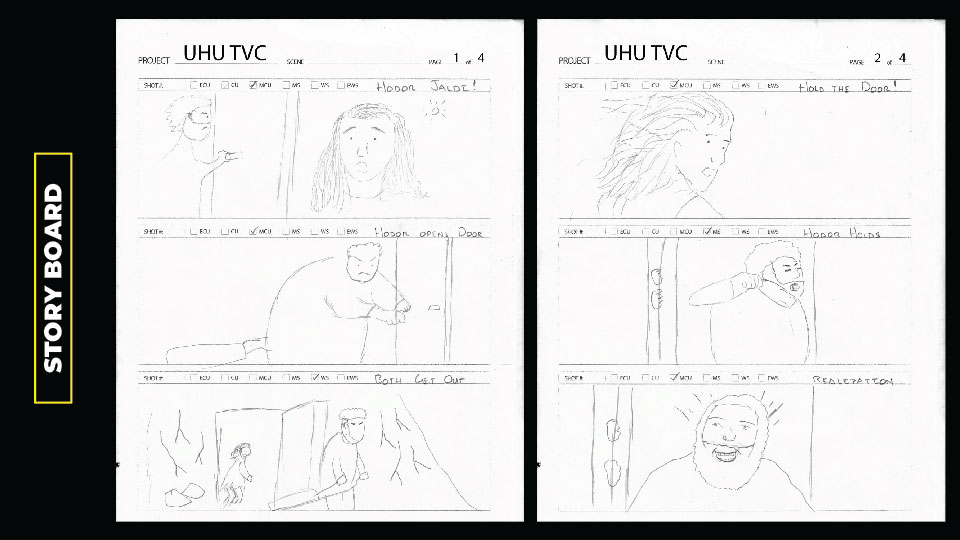 STORY BOARD
PROJECT UHU TVC SCENE PAGE 1 of 4
SHOT#: ECU CU MCU MS WS EWS HODOR JALDI!
SHOT#: ECU CU MCU MS WS EWS HODOR OPENS DOOR
SHOT#: ECU CU MCU MS WS EWS BOTH GET OUT
PROJECT UHU TVC SCENE PAGE 2 of 4
SHOT#: ECU CU MCU MS WS EWS HOLD THE DOOR!
SHOT#: ECU CU MCU MS WS EWS HODOR HOLDS
SHOT#: ECU CU MCU MS WS EWS REALIZATION